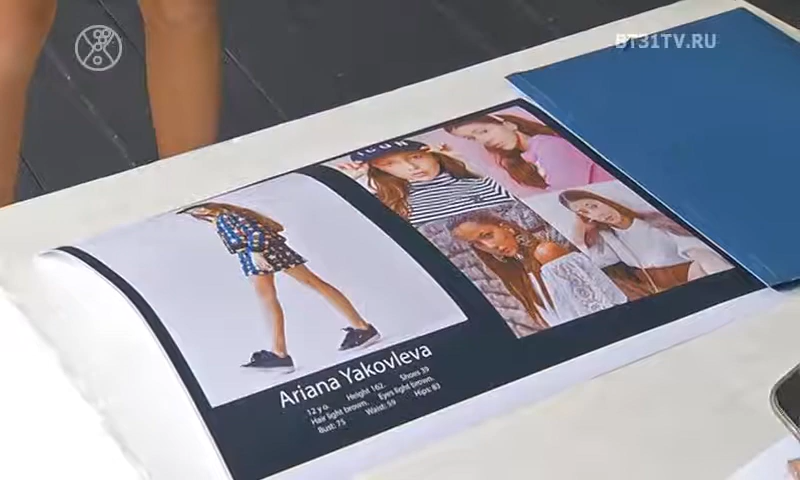 BT31TV.RU
ICON
Ariana Yakovleva
12 y.o. Height 162. Shoes 39
Hair light brown. Eyes light brown.
Bust: 75 Waist: 59 Hips: 83